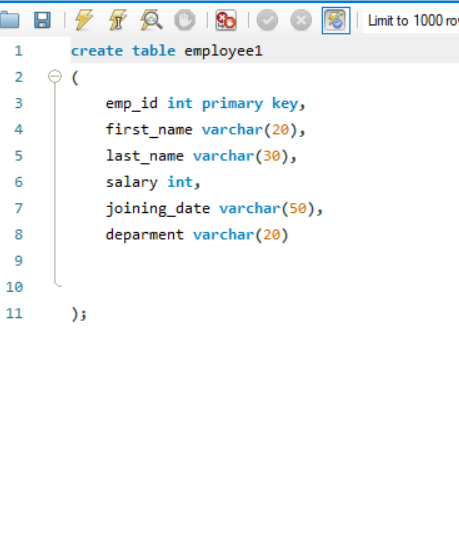 Limit to 1000 
1 create table employee1
2 (
3 emp_id int primary key,
4 first_name varchar(20),
5 last_name varchar(30),
6 salary int,
7 joining_date varchar(50),
8 deparment varchar(20)
9
10
11 );